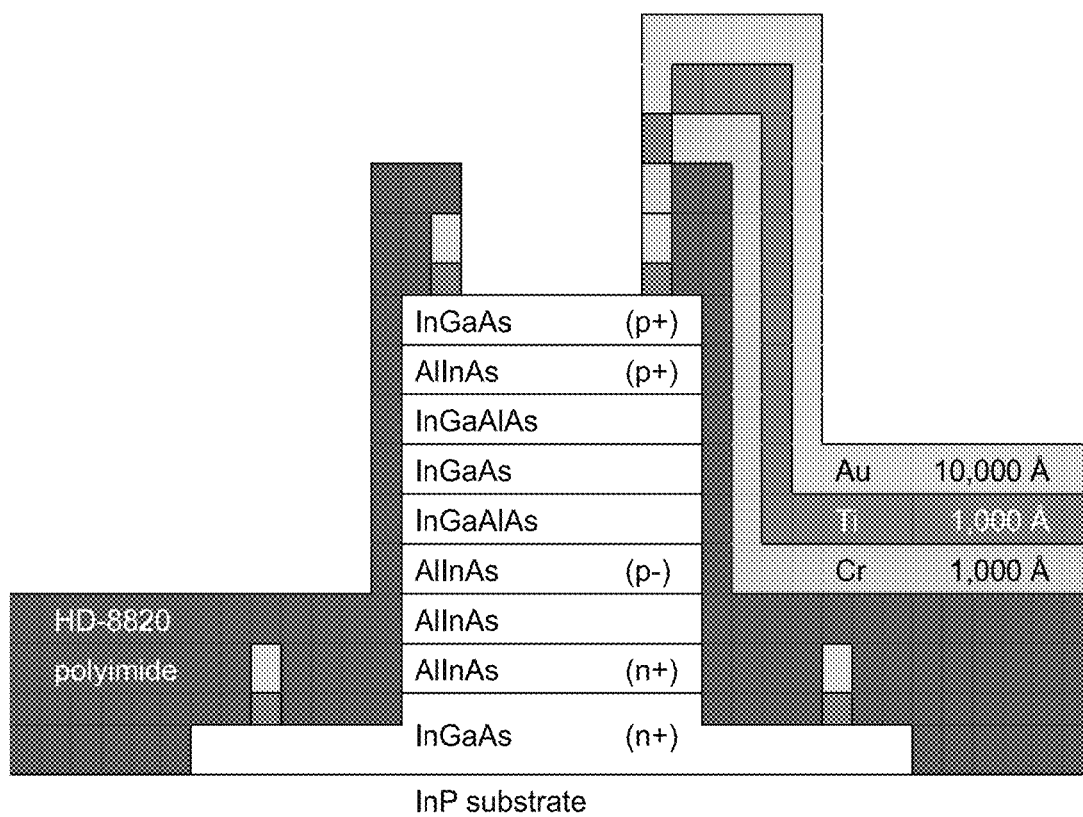 InGaAs (p+)
AlInAs (p+)
InGaAlAs
InGaAs
Au 10,000 Å
InGaAlAs
Ti 1,000 Å
AlInAs (p-)
Cr 1,000 Å
HD-8820
AlInAs
polyimide
AlInAs (n+)
InGaAs (n+)
InP substrate